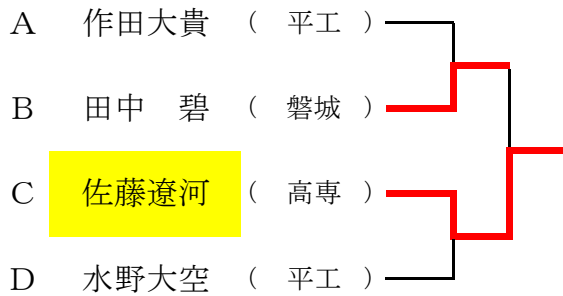 A 作田大貴 （ 平工 ）
B 田中　碧 （ 磐城 ）
C 佐藤遼河 （ 高専 ）
D 水野大空 （ 平工 ）